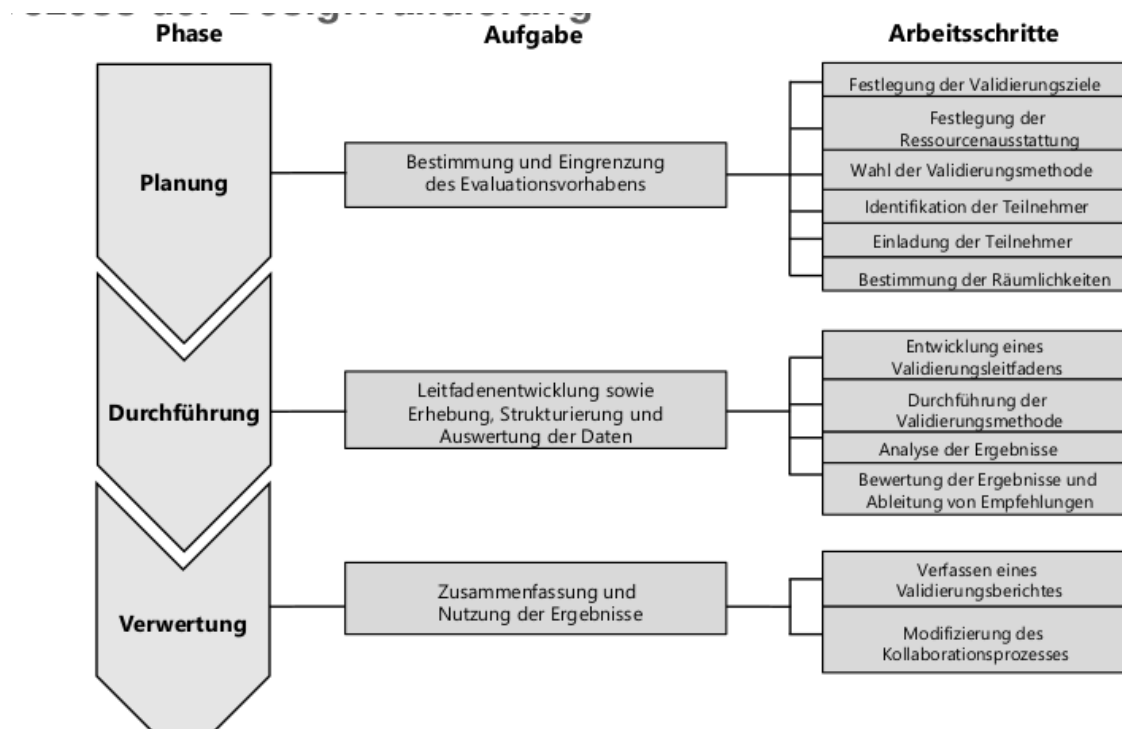 der Designvalidierung
Phase
Aufgabe
Arbeitsschritte
Planung
Bestimmung und Eingrenzung
des Evaluationsvorhabens
Festlegung der Validierungsziele
Festlegung der
Ressourcenausstattung
Wahl der Validierungsmethode
Identifikation der Teilnehmer
Einladung der Teilnehmer
Bestimmung der Räumlichkeiten
Durchführung
Leitfadenentwicklung sowie
Erhebung, Strukturierung und
Auswertung der Daten
Entwicklung eines
Validierungsleitfadens
Durchführung der
Validierungsmethode
Analyse der Ergebnisse
Bewertung der Ergebnisse und
Ableitung von Empfehlungen
Verwertung
Zusammenfassung und
Nutzung der Ergebnisse
Verfassen eines
Validierungsberichtes
Modifizierung des
Kollaborationsprozesses